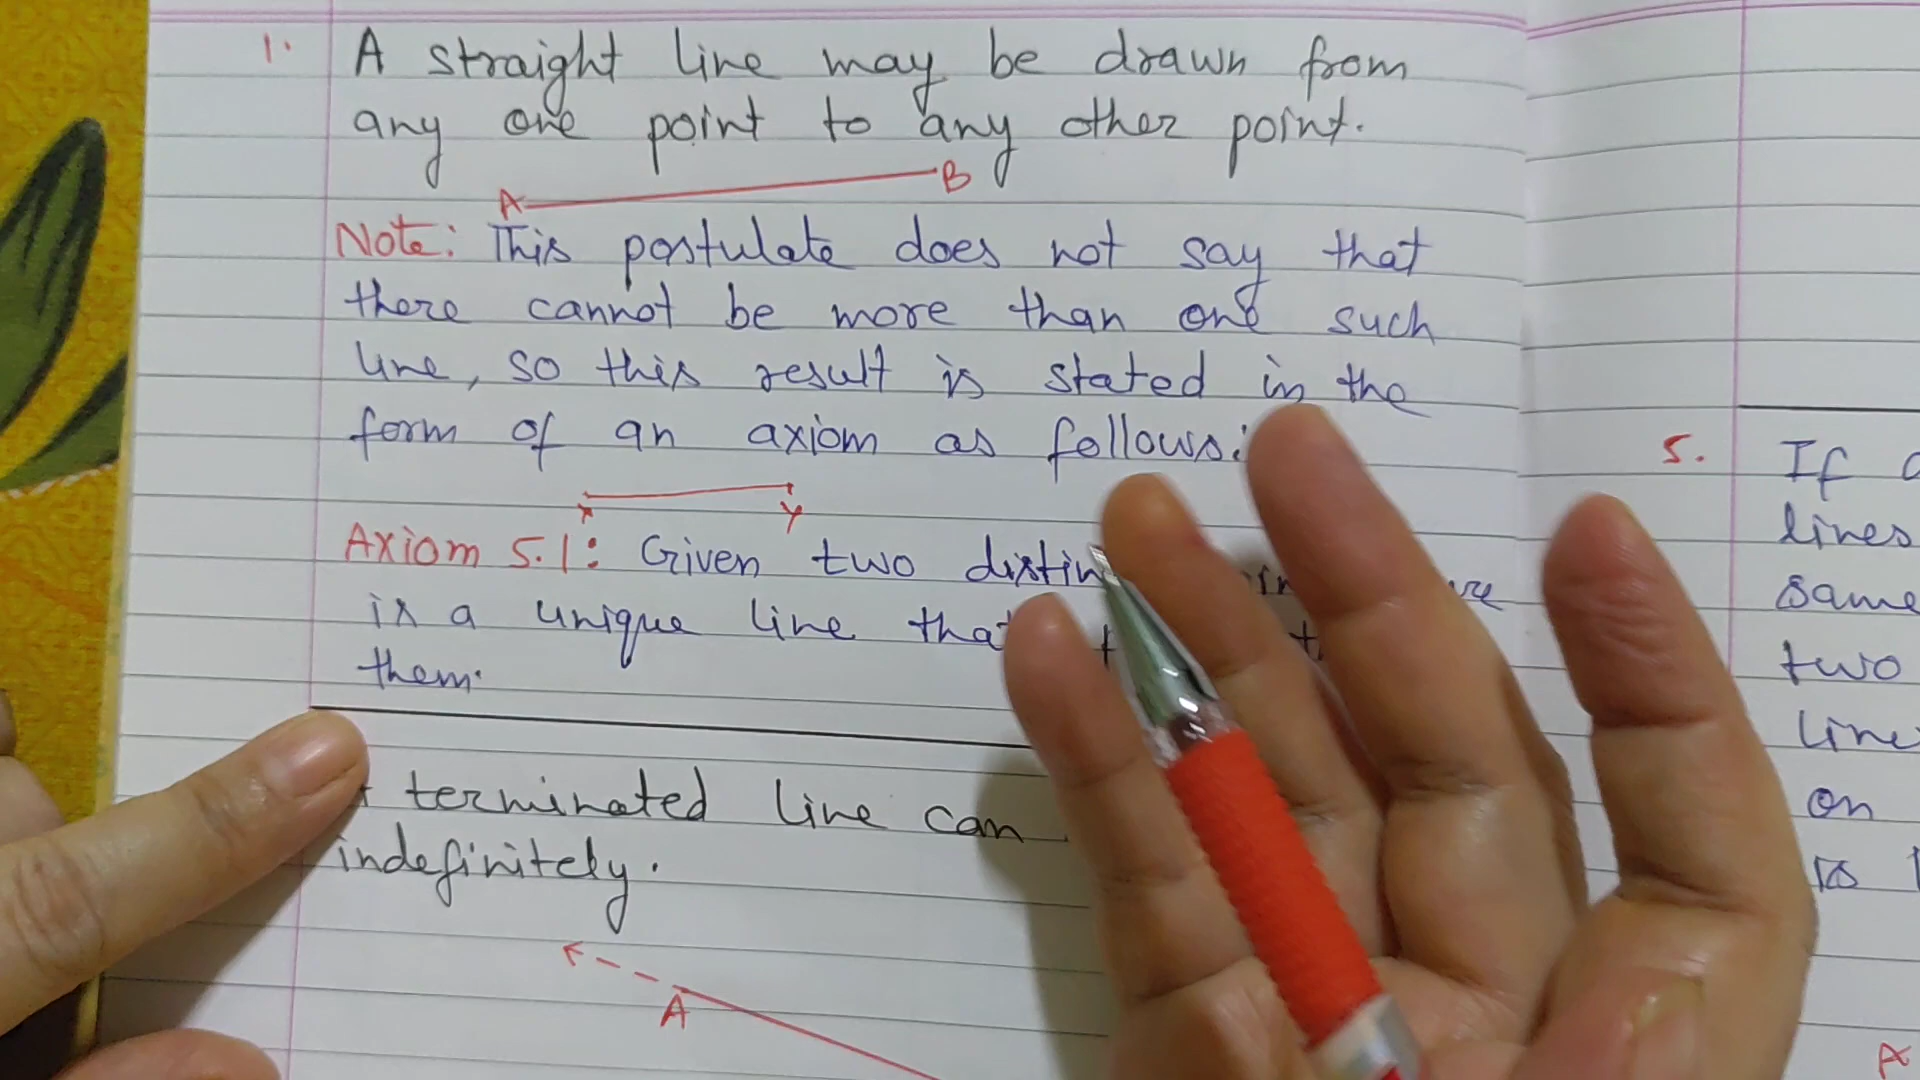 1. A straight line may be drawn from
any one point to any other point.
A B
Note: This postulate does not say that
there cannot be more than one such
line, so this result is stated in the
form of an axiom as follows:
x y
Axiom 5.1: Given two
is a unique line
them.
terminated line can
indefinitely.
A
5. If
lines
same
two
line
on
is
A